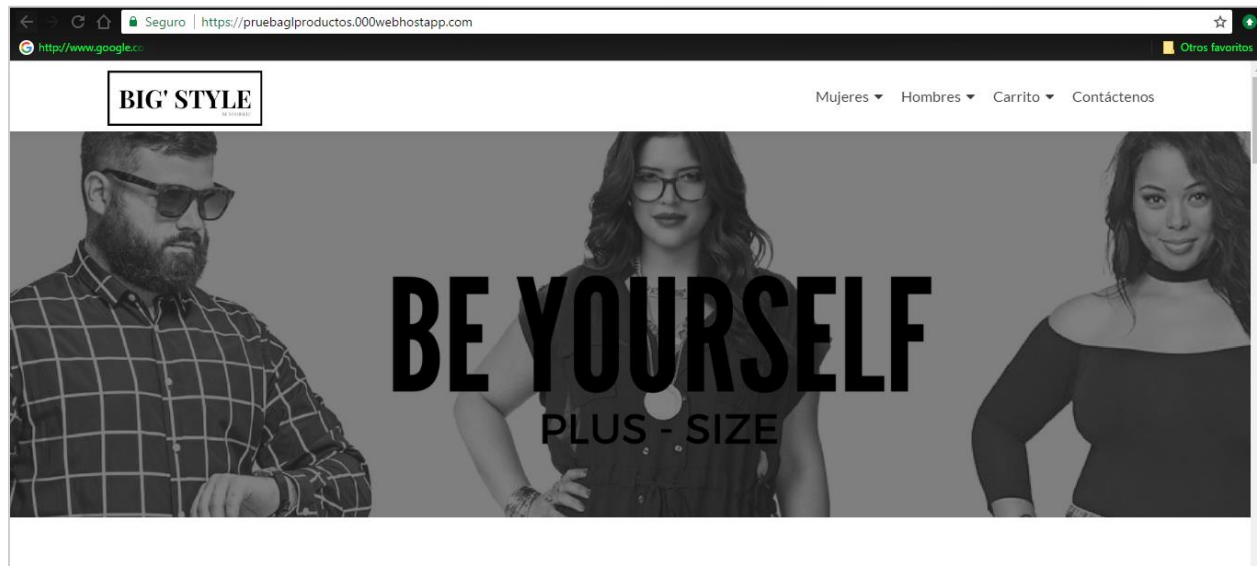 Seguro | https://pruebaglproductos.000webhostapp.com
http://www.google.co
Otros favoritos
BIG' STYLE
Mujeres Hombres Carrito Contáctenos
BE YOURSELF
PLUS - SIZE